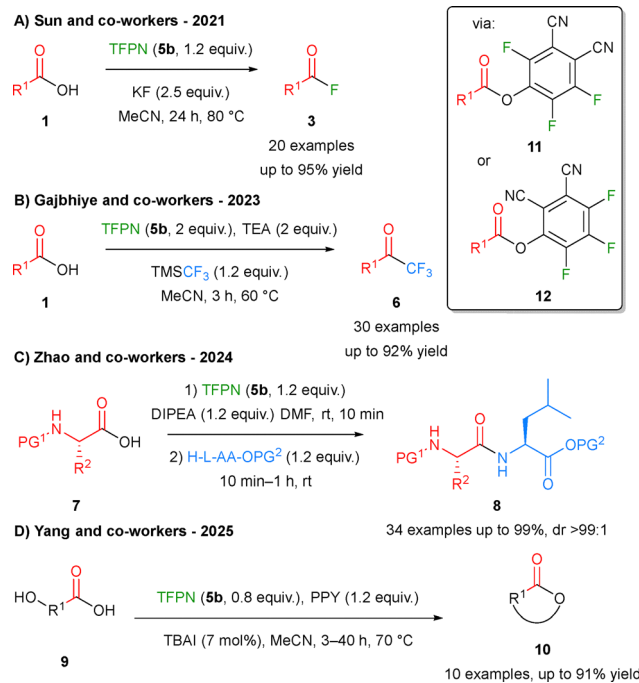 A) Sun and co-workers - 2021
O
R¹
OH
1
TFPN (5b, 1.2 equiv.)
KF (2.5 equiv.)
MeCN, 24 h, 80 °C
O
R¹
F
3
20 examples
up to 95% yield
via:
CN
F
CN
O
R¹
O
F
F
11
or
CN
NC
F
O
R¹
O
F
F
12
B) Gajbhiye and co-workers - 2023
O
R¹
OH
1
TFPN (5b, 2 equiv.), TEA (2 equiv.)
TMSCF₃ (1.2 equiv.)
MeCN, 3 h, 60 °C
O
R¹
CF₃
6
30 examples
up to 92% yield
C) Zhao and co-workers - 2024
H
N
PG¹
O
OH
R²
7
1) TFPN (5b, 1.2 equiv.)
DIPEA (1.2 equiv.) DMF, rt, 10 min
2) H-L-AA-OPG² (1.2 equiv.)
10 min–1 h, rt
H
N
PG¹
O
R²
N
H
OPG²
O
8
34 examples up to 99%, dr >99:1
D) Yang and co-workers - 2025
HO
R¹
O
OH
9
TFPN (5b, 0.8 equiv.), PPY (1.2 equiv.)
TBAI (7 mol%), MeCN, 3–40 h, 70 °C
O
R¹
O
10
10 examples, up to 91% yield